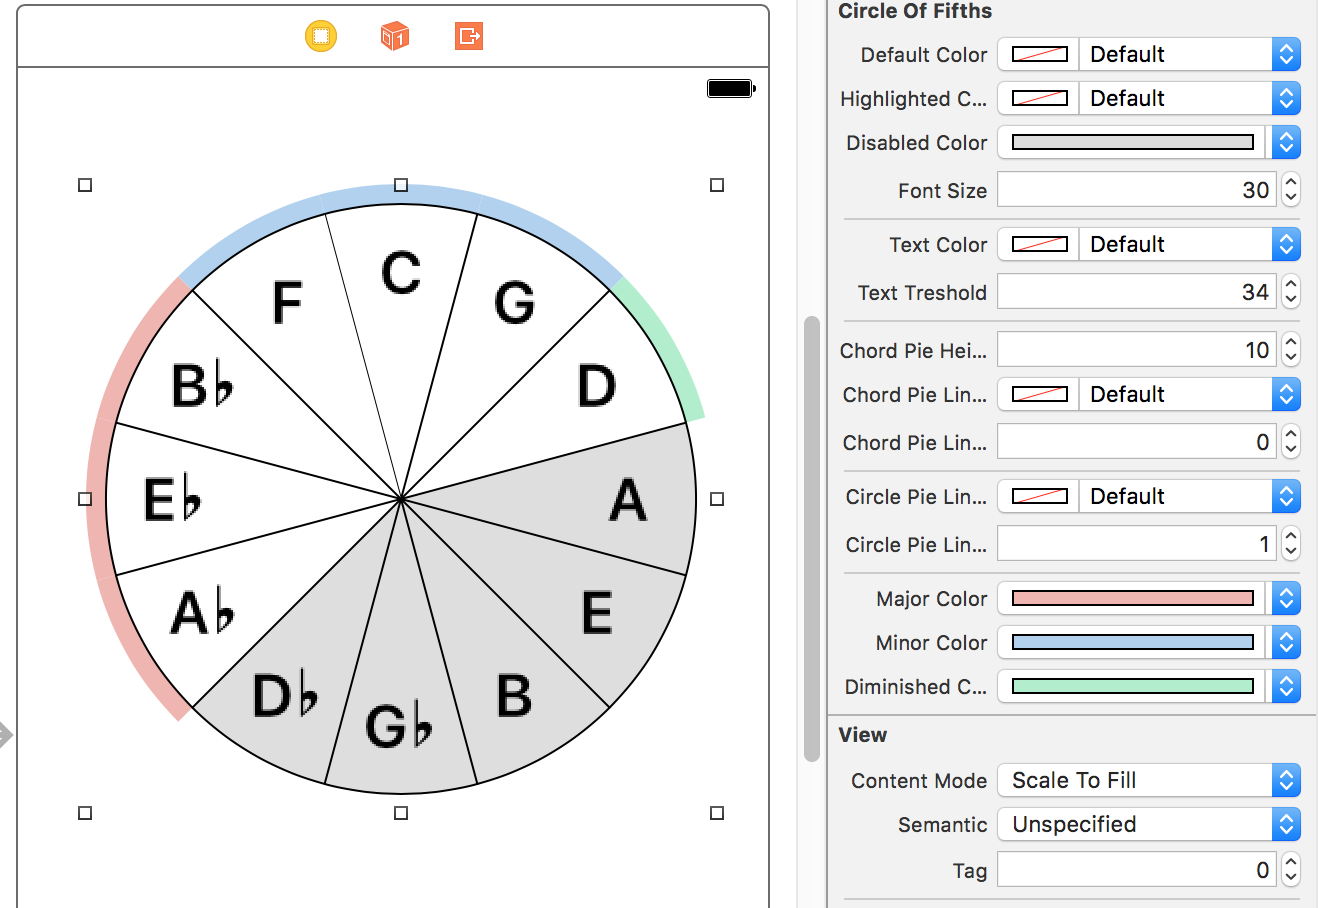 1
C
F
G
B♭
D
E♭
A
A♭
E
D♭
B
G♭
Circle Of Fifths
Default Color Default
Highlighted C... Default
Disabled Color
Font Size 30
Text Color Default
Text Treshold 34
Chord Pie Hei... 10
Chord Pie Lin... Default
Chord Pie Lin... 0
Circle Pie Lin... Default
Circle Pie Lin... 1
Major Color
Minor Color
Diminished C...
View
Content Mode Scale To Fill
Semantic Unspecified
Tag 0